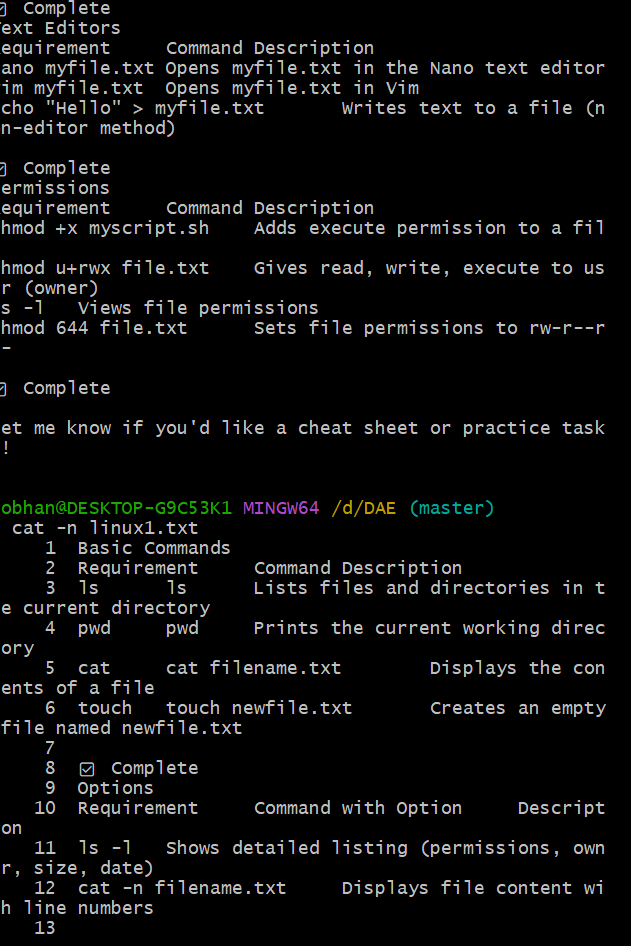 ☑ Complete
ext Editors
equirement Command Description
ano myfile.txt Opens myfile.txt in the Nano text editor
im myfile.txt Opens myfile.txt in Vim
cho "Hello" > myfile.txt Writes text to a file (n
n-editor method)
☑ Complete
ermissions
equirement Command Description
hmod +x myscript.sh Adds execute permission to a fil
hmod u+rwx file.txt Gives read, write, execute to us
r (owner)
s -l Views file permissions
hmod 644 file.txt Sets file permissions to rw-r--r
-
☑ Complete
et me know if you'd like a cheat sheet or practice task
!
obhan@DESKTOP-G9C53K1 MINGW64 /d/DAE (master)
cat -n linux1.txt
1 Basic Commands
2 Requirement Command Description
3 ls ls Lists files and directories in t
e current directory
4 pwd pwd Prints the current working direc
ory
5 cat cat filename.txt Displays the con
ents of a file
6 touch touch newfile.txt Creates an empty
file named newfile.txt
7
8 ☑ Complete
9 Options
10 Requirement Command with Option Descript
on
11 ls -l Shows detailed listing (permissions, own
r, size, date)
12 cat -n filename.txt Displays file content wi
h line numbers
13